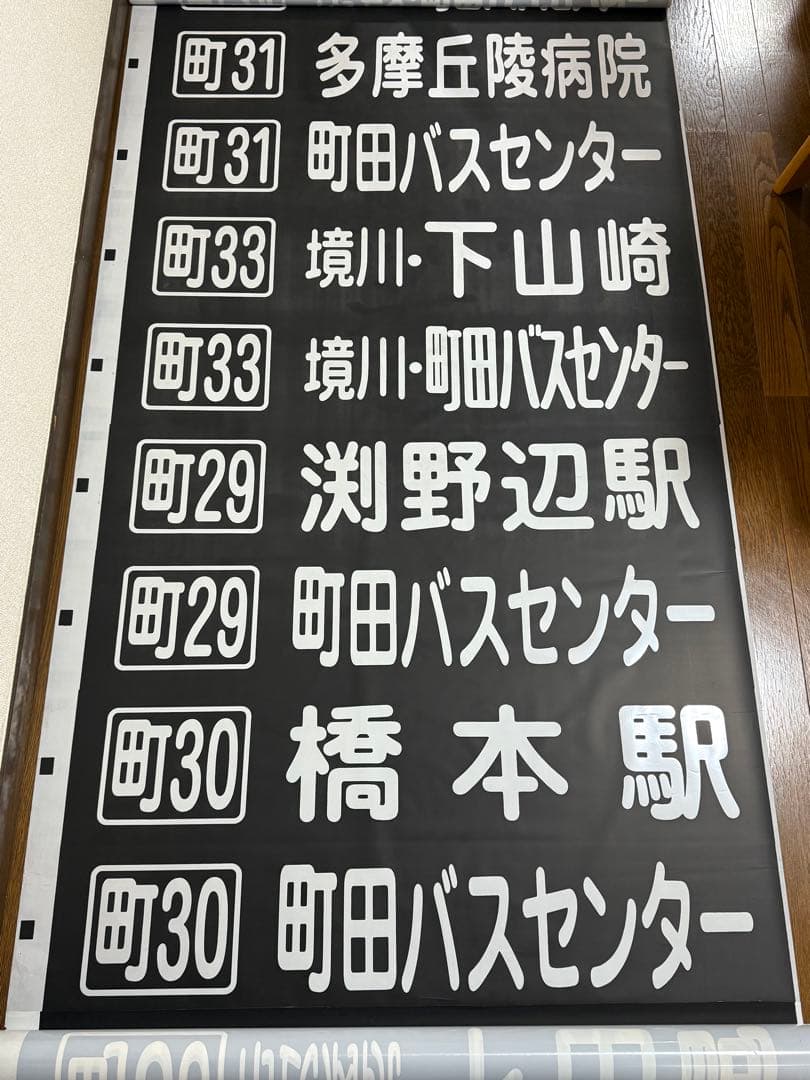 町31 多摩丘陵病院
町31 町田バスセンター
町33 境川・下山崎
町33 境川・町田バスセンター
町29 渕野辺駅
町29 町田バスセンター
町30 橋本駅
町30 町田バスセンター